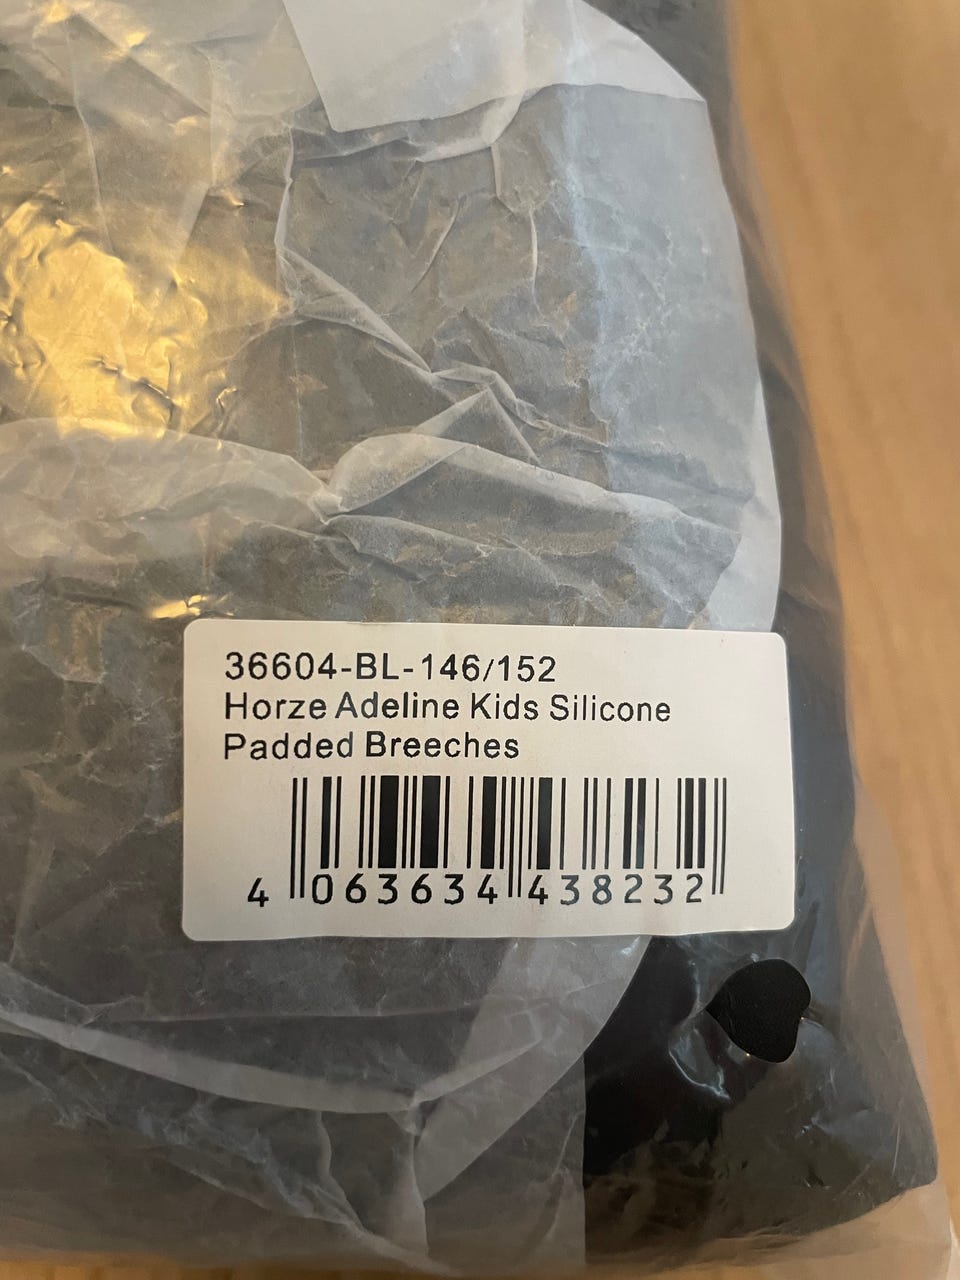 36604-BL-146/152
Horze Adeline Kids Silicone
Padded Breeches
4 063634 438232